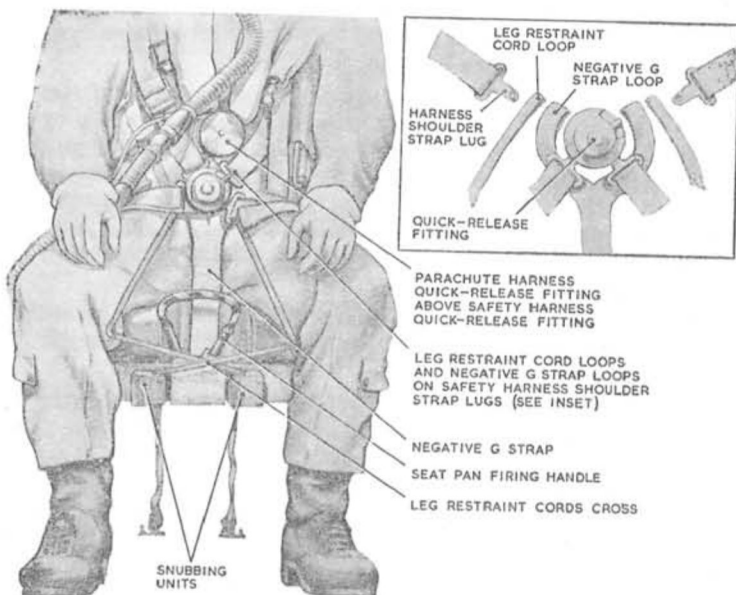 LEG RESTRAINT
CORD LOOP
NEGATIVE G
STRAP LOOP
HARNESS
SHOULDER
STRAP LUG
QUICK-RELEASE
FITTING
PARACHUTE HARNESS
QUICK-RELEASE FITTING
ABOVE SAFETY HARNESS
QUICK-RELEASE FITTING
LEG RESTRAINT CORD LOOPS
AND NEGATIVE G STRAP LOOPS
ON SAFETY HARNESS SHOULDER
STRAP LUGS (SEE INSET)
NEGATIVE G STRAP
SEAT PAN FIRING HANDLE
LEG RESTRAINT CORDS CROSS
SNUBBING
UNITS